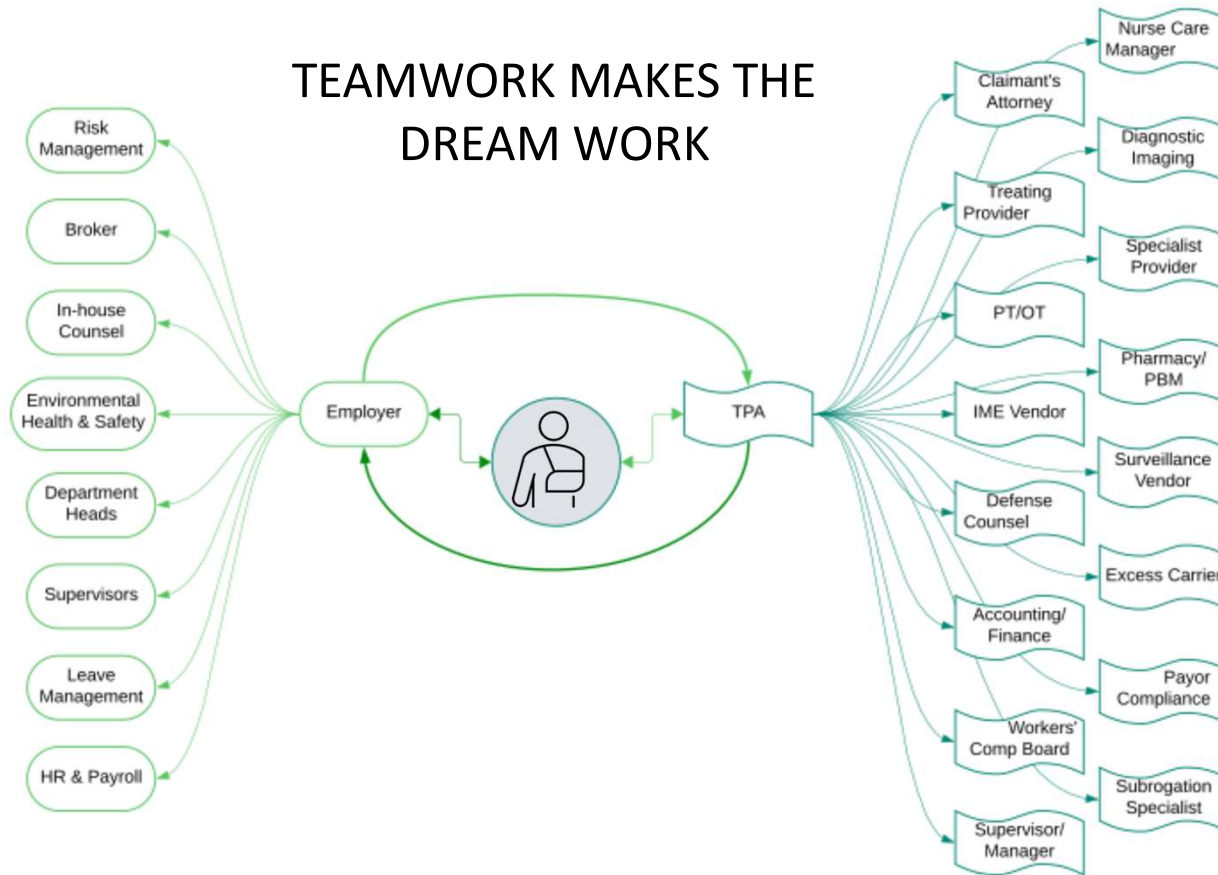 TEAMWORK MAKES THE
DREAM WORK
Risk
Management
Broker
In-house
Counsel
Environmental
Health & Safety
Department
Heads
Supervisors
Leave
Management
HR & Payroll
Employer
TPA
Claimant's
Attorney
Treating
Provider
PT/OT
IME Vendor
Defense
Counsel
Accounting/
Finance
Workers'
Comp Board
Supervisor/
Manager
Nurse Care
Manager
Diagnostic
Imaging
Specialist
Provider
Pharmacy/
PBM
Surveillance
Vendor
Excess Carrier
Payor
Compliance
Subrogation
Specialist